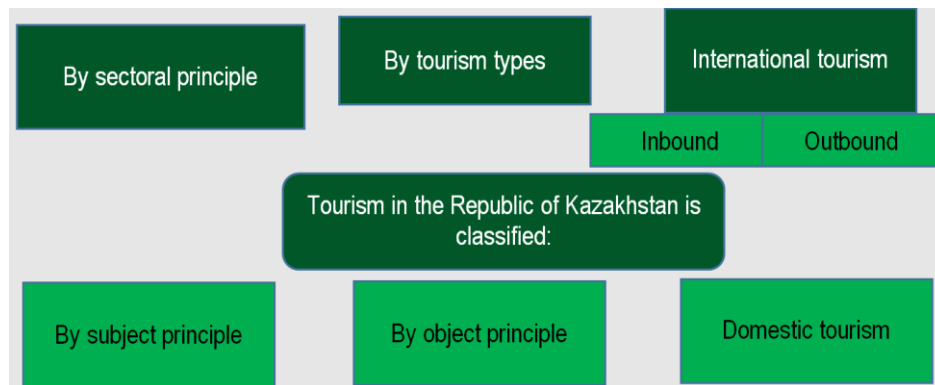 By sectoral principle
By tourism types
International tourism
Inbound
Outbound
Tourism in the Republic of Kazakhstan is
classified:
By subject principle
By object principle
Domestic tourism